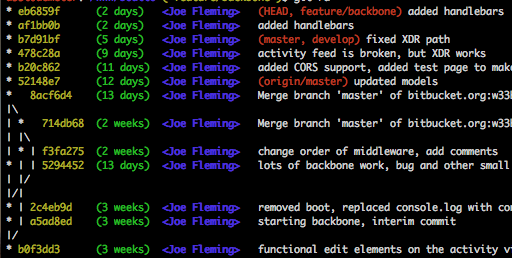 * eb6859f (2 days) <Joe Fleming> (HEAD, feature/backbone) added handlebars
* af1bb0b (2 days) <Joe Fleming> added handlebars
* b7d91bf (5 days) <Joe Fleming> (master, develop) fixed XDR path
* 478c28a (9 days) <Joe Fleming> activity feed is broken, but XDR works
* b20c862 (11 days) <Joe Fleming> added CORS support, added test page to mak
* 52148e7 (12 days) <Joe Fleming> (origin/master) updated models
* 8acf6d4 (13 days) <Joe Fleming> Merge branch 'master' of bitbucket.org:w33
|\
| * 714db68 (2 weeks) <Joe Fleming> Merge branch 'master' of bitbucket.org:w33
| |\
| * | f3fa275 (2 weeks) <Joe Fleming> change order of middleware, add comments
* | | 5294452 (13 days) <Joe Fleming> lots of backbone work, bug and other small
| |/
|/|
* | 2c4eb9d (3 weeks) <Joe Fleming> removed boot, replaced console.log with co
* | a5ad8ed (3 weeks) <Joe Fleming> starting backbone, interim commit
|/
* b0f3dd3 (3 weeks) <Joe Fleming> functional edit elements on the activity v